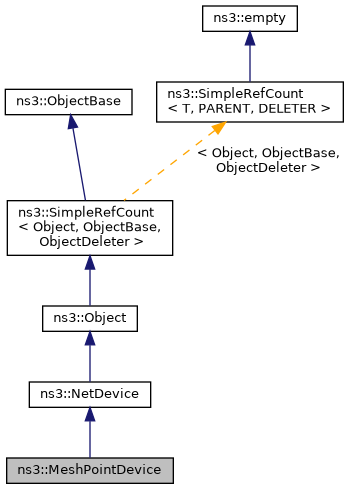 ns3::empty
ns3::ObjectBase
ns3::SimpleRefCount
< T, PARENT, DELETER >
< Object, ObjectBase,
ObjectDeleter >
ns3::SimpleRefCount
< Object, ObjectBase,
ObjectDeleter >
ns3::Object
ns3::NetDevice
ns3::MeshPointDevice